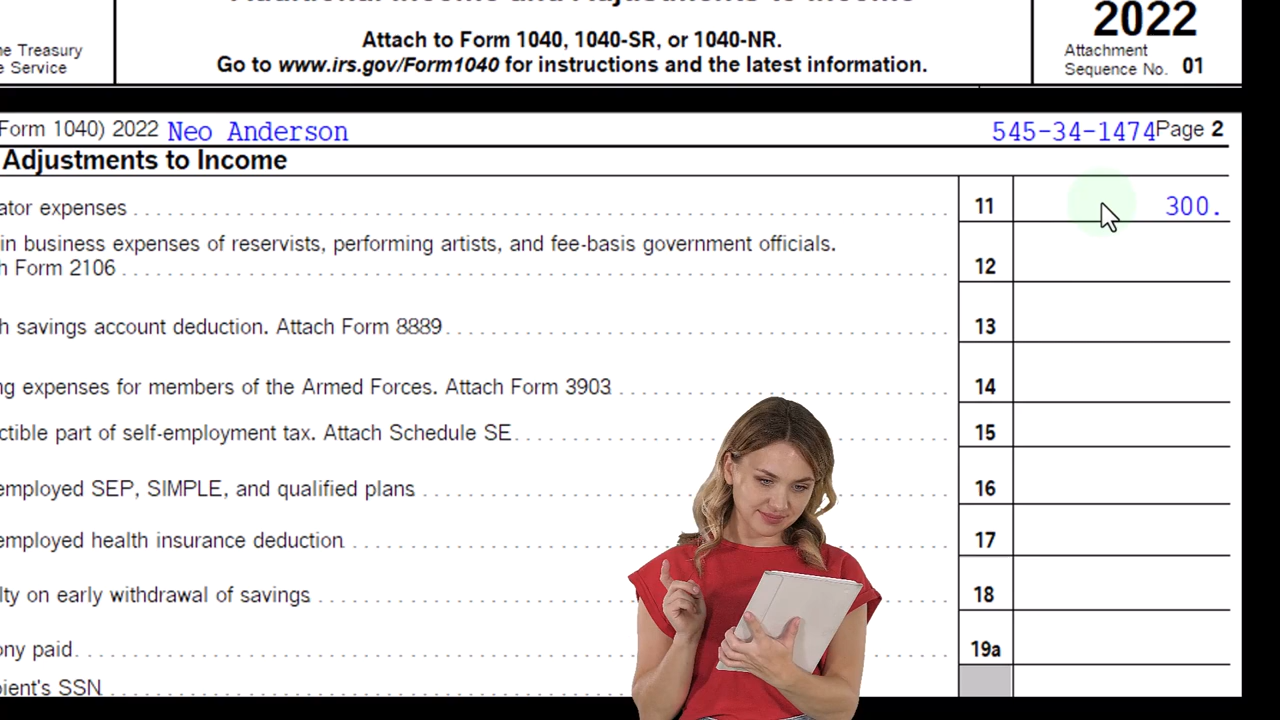 Attach to Form 1040, 1040-SR, or 1040-NR.
Go to www.irs.gov/Form1040 for instructions and the latest information.
e Treasury
e Service
2022
Attachment
Sequence No. 01
Form 1040) 2022 Neo Anderson 545-34-1474 Page 2
Adjustments to Income
ator expenses 11 300.
in business expenses of reservists, performing artists, and fee-basis government officials.
h Form 2106 12
h savings account deduction. Attach Form 8889 13
ng expenses for members of the Armed Forces. Attach Form 3903 14
ctible part of self-employment tax. Attach Schedule SE 15
employed SEP, SIMPLE, and qualified plans 16
employed health insurance deduction 17
lty on early withdrawal of savings 18
ony paid 19a
pient's SSN